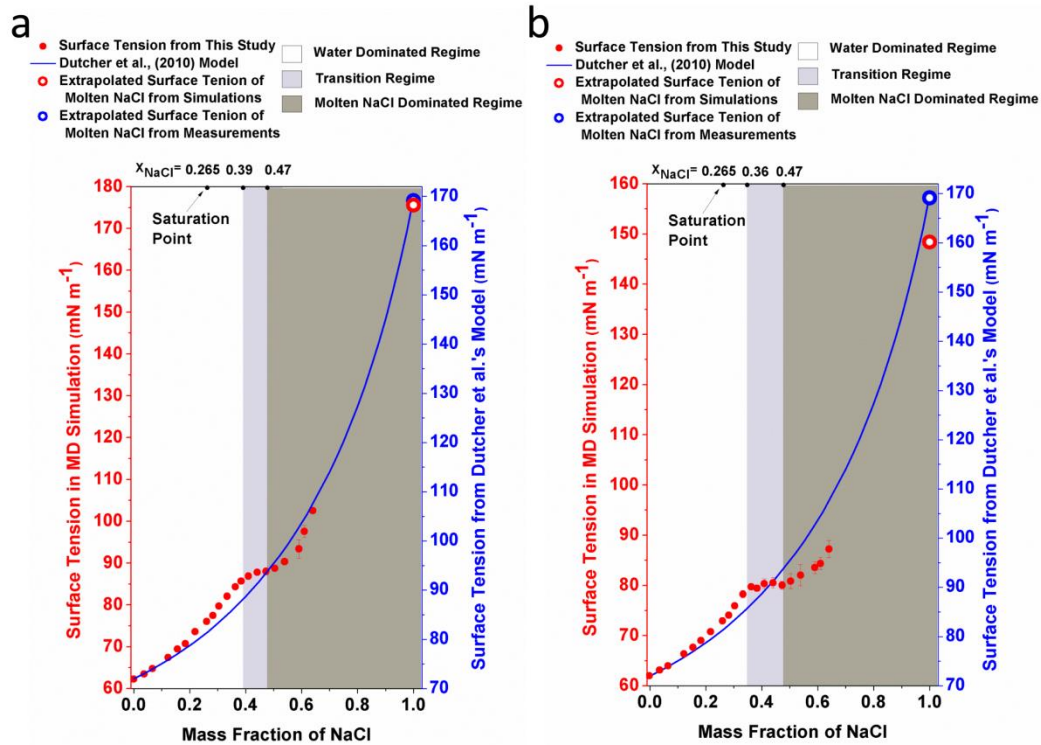 a
Surface Tension from This Study
Dutcher et al., (2010) Model
Extrapolated Surface Tenion of
Molten NaCl from Simulations
Extrapolated Surface Tenion of
Molten NaCl from Measurements
Water Dominated Regime
Transition Regime
Molten NaCl Dominated Regime
XNaCl= 0.265 0.39 0.47
Saturation
Point
180
170
160
150
140
130
120
110
100
90
80
70
60
Surface Tension in MD Simulation (mN m-1)
170
160
150
140
130
120
110
100
90
80
70
Surface Tension from Dutcher et al.'s Model (mN m-1)
0.0 0.2 0.4 0.6 0.8 1.0
Mass Fraction of NaCl
b
Surface Tension from This Study
Dutcher et al., (2010) Model
Extrapolated Surface Tenion of
Molten NaCl from Simulations
Extrapolated Surface Tenion of
Molten NaCl from Measurements
Water Dominated Regime
Transition Regime
Molten NaCl Dominated Regime
XNaCl= 0.265 0.36 0.47
Saturation
Point
160
155
150
145
140
135
130
125
120
115
110
105
100
95
90
85
80
75
70
65
60
Surface Tension in MD Simulation (mN m-1)
170
160
150
140
130
120
110
100
90
80
70
Surface Tension from Dutcher et al.'s Model (mN m-1)
0.0 0.2 0.4 0.6 0.8 1.0
Mass Fraction of NaCl